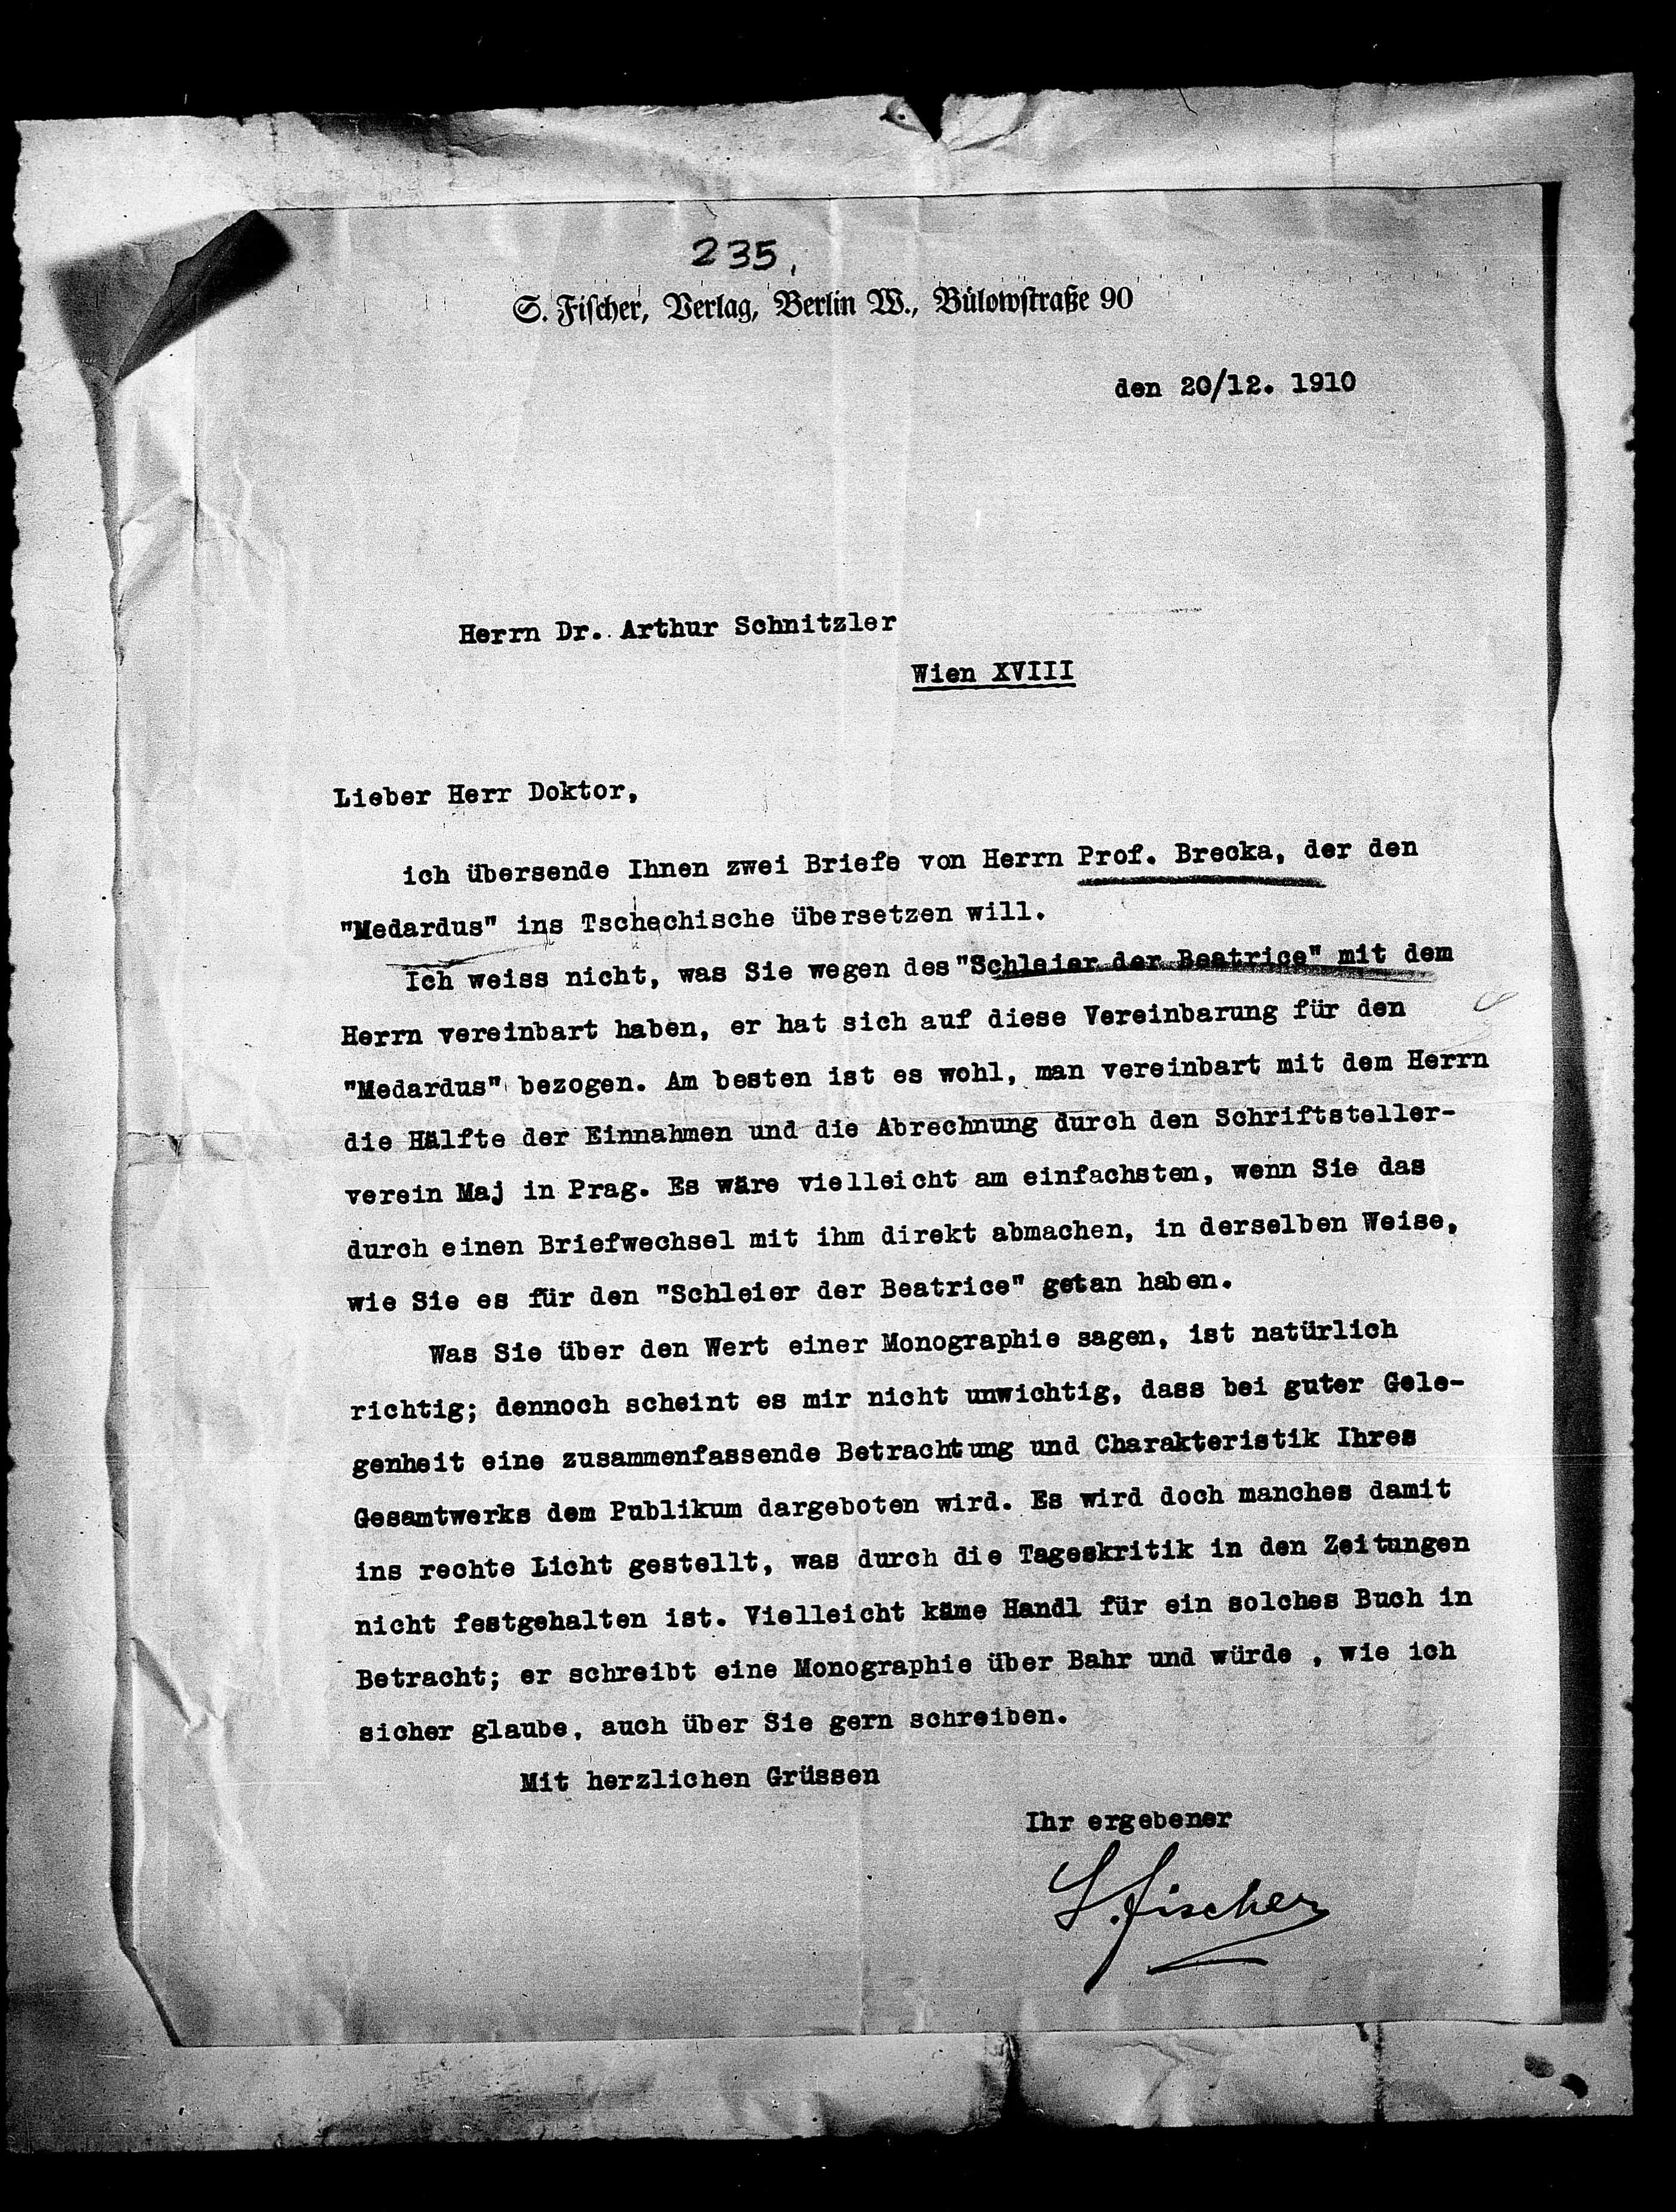 235.
S. Fischer, Verlag, Berlin W., Bülowstraße 90
den 20/12. 1910
Herrn Dr. Arthur Schnitzler
Wien XVIII
Lieber Herr Doktor,
ich übersende Ihnen zwei Briefe von Herrn Prof. Brecka, der den
"Medardus" ins Tschechische übersetzen will.
Ich weiss nicht, was Sie wegen des "Schleier der Beatrice" mit dem
Herrn vereinbart haben, er hat sich auf diese Vereinbarung für den
"Medardus" bezogen. Am besten ist es wohl, man vereinbart mit dem Herrn
die Hälfte der Einnahmen und die Abrechnung durch den Schriftsteller-
verein Maj in Prag. Es wäre vielleicht am einfachsten, wenn Sie das
durch einen Briefwechsel mit ihm direkt abmachen, in derselben Weise,
wie Sie es für den "Schleier der Beatrice" getan haben.
Was Sie über den Wert einer Monographie sagen, ist natürlich
richtig; dennoch scheint es mir nicht unwichtig, dass bei guter Gele-
genheit eine zusammenfassende Betrachtung und Charakteristik Ihres
Gesamtwerks dem Publikum dargeboten wird. Es wird doch manches damit
ins rechte Licht gestellt, was durch die Tageskritik in den Zeitungen
nicht festgehalten ist. Vielleicht käme Handl für ein solches Buch in
Betracht; er schreibt eine Monographie über Bahr und würde , wie ich
sicher glaube, auch über Sie gern schreiben.
Mit herzlichen Grüssen
Ihr ergebener
S. Fischer